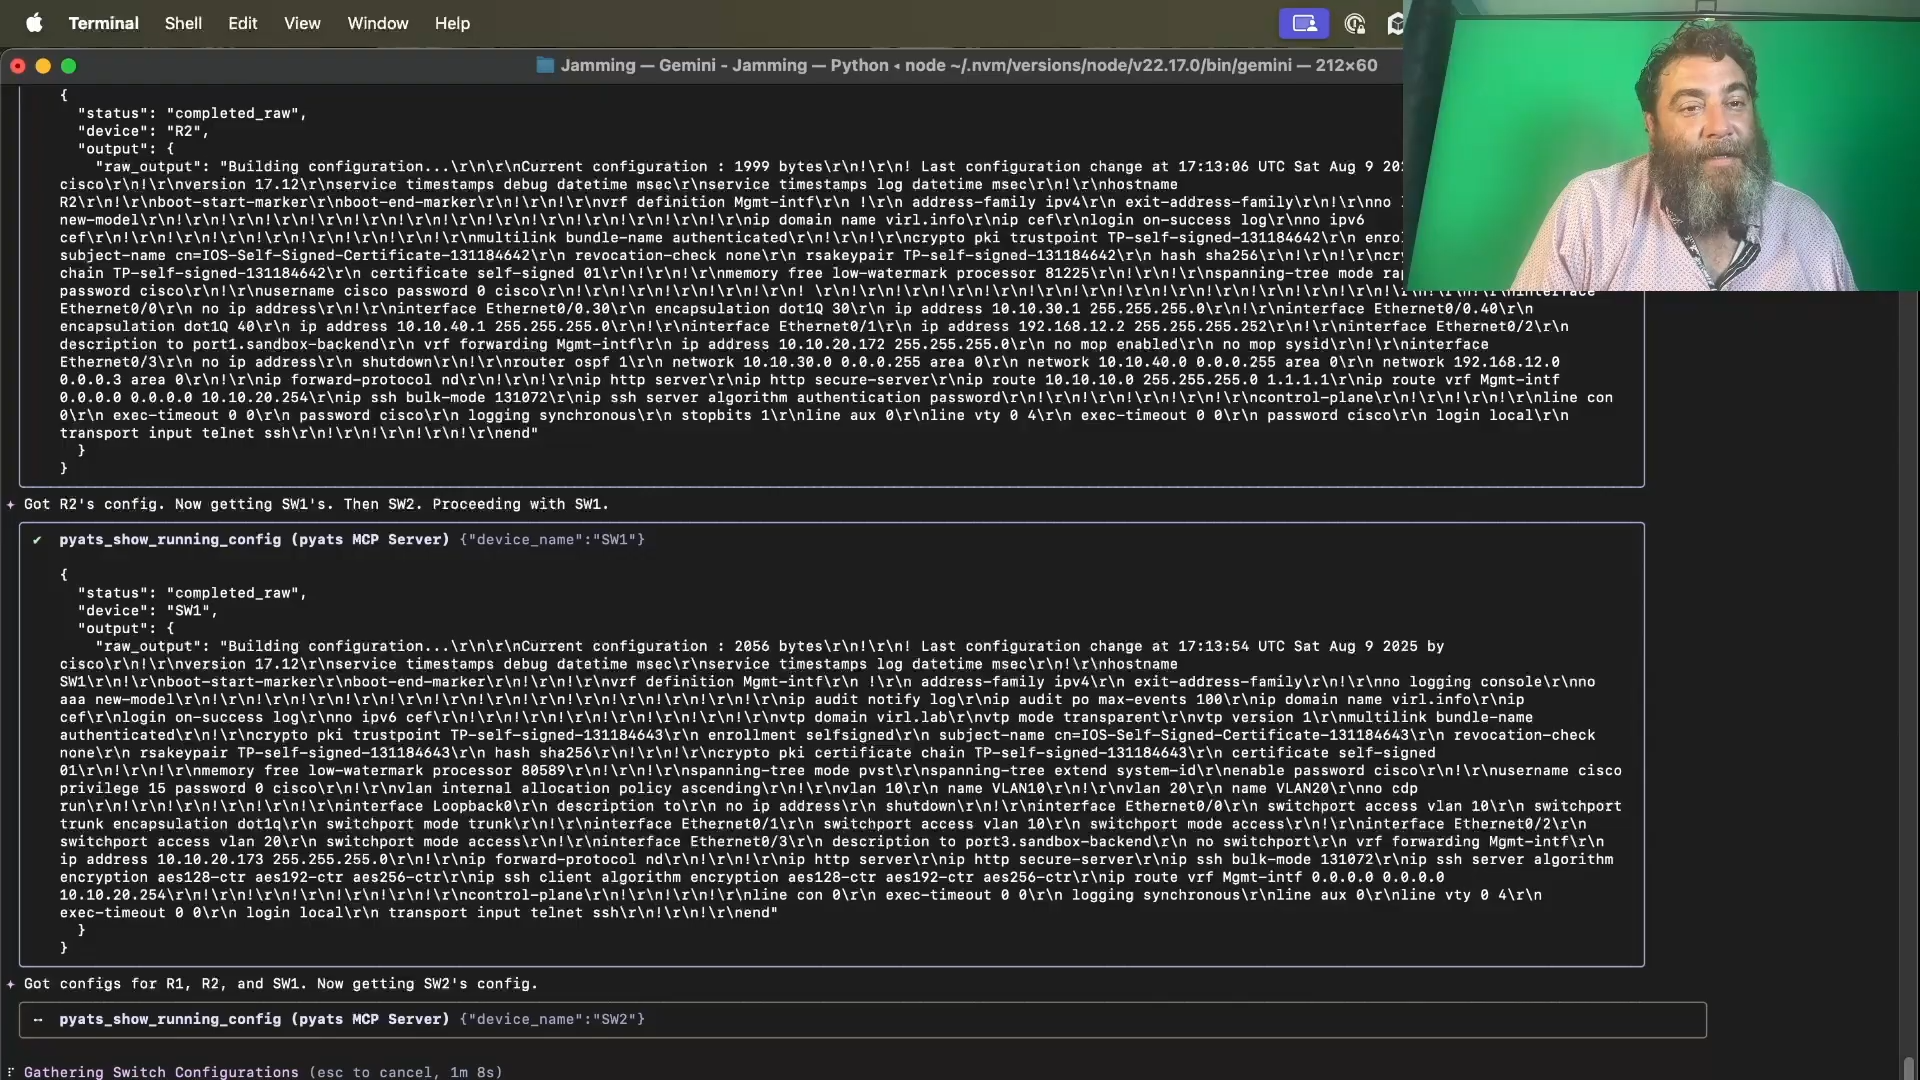 Terminal Shell Edit View Window Help
Jamming — Gemini - Jamming — Python ◂ node ~/.nvm/versions/node/v22.17.0/bin/gemini — 212×60
{
"status": "completed_raw",
"device": "R2",
"output": {
"raw_output": "Building configuration...\r\n\r\nCurrent configuration : 1999 bytes\r\n!\r\n! Last configuration change at 17:13:06 UTC Sat Aug 9
cisco\r\n!\r\nversion 17.12\r\nservice timestamps debug datetime msec\r\nservice timestamps log datetime msec\r\n!\r\nhostname
R2\r\n!\r\nboot-start-marker\r\nboot-end-marker\r\n!\r\n!\r\nvrf definition Mgmt-intf\r\n !\r\n address-family ipv4\r\n exit-address-family\r\n!\r\nno
new-model\r\n!\r\n!\r\n!\r\n!\r\n!\r\n!\r\n!\r\n!\r\n!\r\n!\r\n!\r\n!\r\n!\r\nip domain name virl.info\r\nip cef\r\nlogin on-success log\r\nno ipv6
cef\r\n!\r\n!\r\n!\r\n!\r\n!\r\n!\r\n!\r\n!\r\nmultilink bundle-name authenticated\r\n!\r\n!\r\ncrypto pki trustpoint TP-self-signed-131184642\r\n
subject-name cn=IOS-Self-Signed-Certificate-131184642\r\n revocation-check none\r\n rsakeypair TP-self-signed-131184642\r\n hash sha256\r\n!\r\n!\r\n
chain TP-self-signed-131184642\r\n certificate self-signed 01\r\n!\r\n!\r\nmemory free low-watermark processor 81225\r\n!\r\n!\r\nspanning-tree mode
password cisco\r\n!\r\nusername cisco password 0 cisco\r\n!\r\n!\r\n!\r\n!\r\n!\r\n! \r\n!\r\n!\r\n!\r\n!\r\n!\r\n!\r\n!\r\n!\r\n!\r\n!\r\n!\r\n!\r\ninterface
Ethernet0/0\r\n no ip address\r\n!\r\ninterface Ethernet0/0.30\r\n encapsulation dot1Q 30\r\n ip address 10.10.30.1 255.255.255.0\r\n!\r\ninterface Ethernet0/0.40\r\n
encapsulation dot1Q 40\r\n ip address 10.10.40.1 255.255.255.0\r\n!\r\ninterface Ethernet0/1\r\n ip address 192.168.12.2 255.255.255.252\r\n!\r\ninterface Ethernet0/2\r\n
description to port1.sandbox-backend\r\n vrf forwarding Mgmt-intf\r\n ip address 10.10.20.172 255.255.255.0\r\n no mop enabled\r\n no mop sysid\r\n!\r\ninterface
Ethernet0/3\r\n no ip address\r\n shutdown\r\n!\r\nrouter ospf 1\r\n network 10.10.30.0 0.0.0.255 area 0\r\n network 10.10.40.0 0.0.0.255 area 0\r\n network 192.168.12.0
0.0.0.3 area 0\r\n!\r\nip forward-protocol nd\r\n!\r\n!\r\nip http server\r\nip http secure-server\r\nip route 10.10.10.0 255.255.255.0 1.1.1.1\r\nip route vrf Mgmt-intf
0.0.0.0 0.0.0.0 10.10.20.254\r\nip ssh bulk-mode 131072\r\nip ssh server algorithm authentication password\r\n!\r\n!\r\n!\r\n!\r\n!\r\ncontrol-plane\r\n!\r\n!\r\n!\r\nline con
0\r\n exec-timeout 0 0\r\n password cisco\r\n logging synchronous\r\n stopbits 1\r\nline aux 0\r\nline vty 0 4\r\n exec-timeout 0 0\r\n password cisco\r\n login local\r\n
transport input telnet ssh\r\n!\r\n!\r\n!\r\n!\r\nend"
}
}
✦ Got R2's config. Now getting SW1's. Then SW2. Proceeding with SW1.
✔ pyats_show_running_config (pyats MCP Server) {"device_name":"SW1"}
{
"status": "completed_raw",
"device": "SW1",
"output": {
"raw_output": "Building configuration...\r\n\r\nCurrent configuration : 2056 bytes\r\n!\r\n! Last configuration change at 17:13:54 UTC Sat Aug 9 2025 by
cisco\r\n!\r\nversion 17.12\r\nservice timestamps debug datetime msec\r\nservice timestamps log datetime msec\r\n!\r\nhostname
SW1\r\n!\r\nboot-start-marker\r\nboot-end-marker\r\n!\r\n!\r\nvrf definition Mgmt-intf\r\n !\r\n address-family ipv4\r\n exit-address-family\r\n!\r\nno logging console\r\nno
aaa new-model\r\n!\r\n!\r\n!\r\n!\r\n!\r\n!\r\n!\r\n!\r\n!\r\n!\r\n!\r\n!\r\n!\r\n!\r\nip audit notify log\r\nip audit po max-events 100\r\nip domain name virl.info\r\nip
cef\r\nlogin on-success log\r\nno ipv6 cef\r\n!\r\n!\r\n!\r\n!\r\n!\r\n!\r\n!\r\nvtp domain virl.lab\r\nvtp mode transparent\r\nvtp version 1\r\nmultilink bundle-name
authenticated\r\n!\r\n!\r\ncrypto pki trustpoint TP-self-signed-131184643\r\n enrollment selfsigned\r\n subject-name cn=IOS-Self-Signed-Certificate-131184643\r\n revocation-check
none\r\n rsakeypair TP-self-signed-131184643\r\n hash sha256\r\n!\r\n!\r\ncrypto pki certificate chain TP-self-signed-131184643\r\n certificate self-signed
01\r\n!\r\n!\r\nmemory free low-watermark processor 80589\r\n!\r\n!\r\nspanning-tree mode pvst\r\nspanning-tree extend system-id\r\nenable password cisco\r\n!\r\nusername cisco
privilege 15 password 0 cisco\r\n!\r\nvlan internal allocation policy ascending\r\n!\r\nvlan 10\r\n name VLAN10\r\n!\r\nvlan 20\r\n name VLAN20\r\nno cdp
run\r\n!\r\n!\r\n!\r\n!\r\n!\r\n!\r\ninterface Loopback0\r\n description to\r\n no ip address\r\n shutdown\r\n!\r\ninterface Ethernet0/0\r\n switchport access vlan 10\r\n switchport
trunk encapsulation dot1q\r\n switchport mode trunk\r\n!\r\ninterface Ethernet0/1\r\n switchport access vlan 10\r\n switchport mode access\r\n!\r\ninterface Ethernet0/2\r\n
switchport access vlan 20\r\n switchport mode access\r\n!\r\ninterface Ethernet0/3\r\n description to port3.sandbox-backend\r\n no switchport\r\n vrf forwarding Mgmt-intf\r\n
ip address 10.10.20.173 255.255.255.0\r\n!\r\nip forward-protocol nd\r\n!\r\n!\r\nip http server\r\nip http secure-server\r\nip ssh bulk-mode 131072\r\nip ssh server algorithm
encryption aes128-ctr aes192-ctr aes256-ctr\r\nip ssh client algorithm encryption aes128-ctr aes192-ctr aes256-ctr\r\nip route vrf Mgmt-intf 0.0.0.0 0.0.0.0
10.10.20.254\r\n!\r\n!\r\n!\r\n!\r\n!\r\ncontrol-plane\r\n!\r\n!\r\nline con 0\r\n exec-timeout 0 0\r\n logging synchronous\r\nline aux 0\r\nline vty 0 4\r\n
exec-timeout 0 0\r\n login local\r\n transport input telnet ssh\r\n!\r\n!\r\nend"
}
}
✦ Got configs for R1, R2, and SW1. Now getting SW2's config.
pyats_show_running_config (pyats MCP Server) {"device_name":"SW2"}
Gathering Switch Configurations (esc to cancel, 1m 8s)